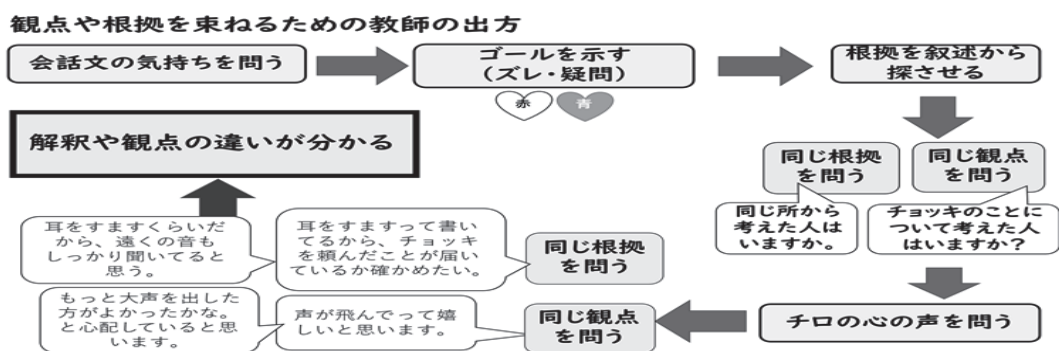 観点や根拠を束ねるための教師の出方
会話文の気持ちを問う
ゴールを示す
（ズレ・疑問）
赤
青
根拠を叙述から
探させる
同じ根拠
を問う
同じ観点
を問う
同じ所から
考えた人は
いますか。
チョッキのことに
ついて考えた人
はいますか？
チロの心の声を問う
同じ根拠
を問う
耳をすますって書い
てるから、チョッキ
を頼んだことが届い
ているか確かめたい。
耳をすますくらいだ
から、遠くの音も
しっかり聞いてると
思う。
同じ観点
を問う
声が飛んでって嬉
しいと思います。
もっと大声を出した
方がよかったかな。
と心配していると思
います。
解釈や観点の違いが分かる